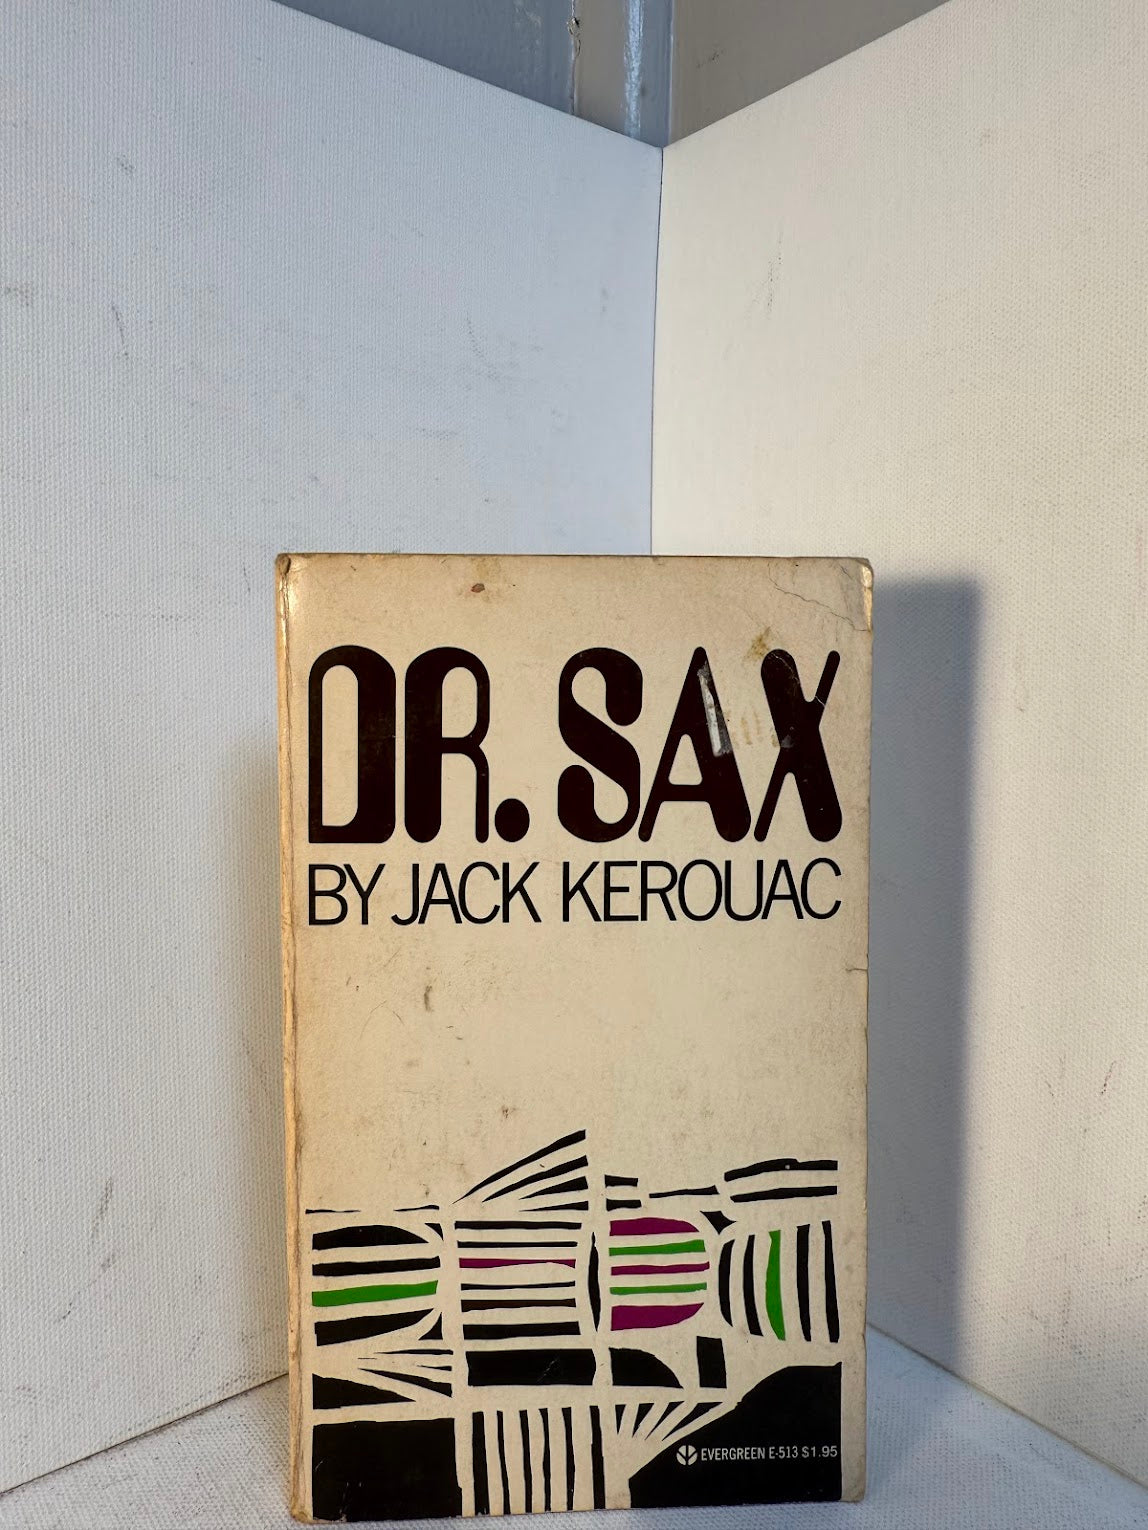 DR. SAX
BY JACK KEROUAC
EVERGREEN E-513 $1.95